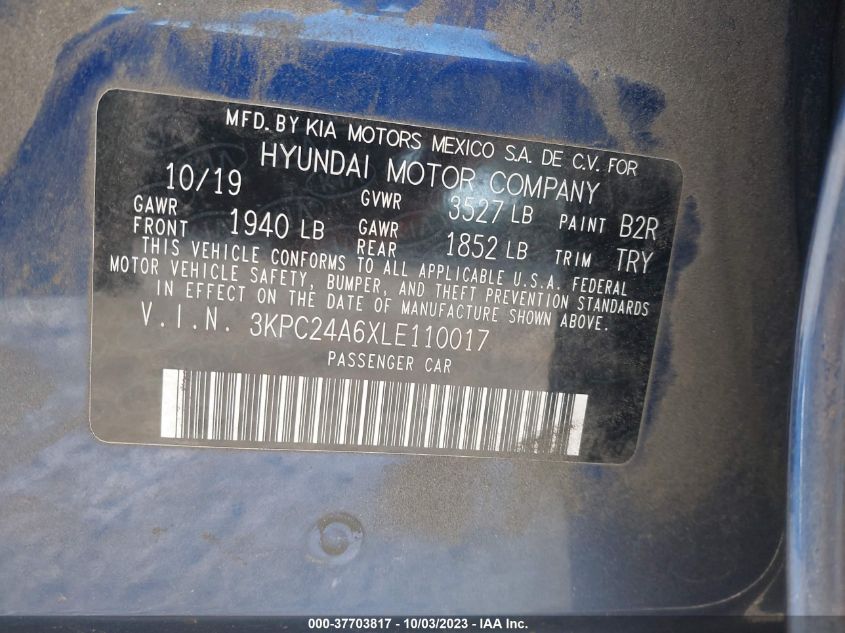 MFD. BY KIA MOTORS MEXICO S.A. DE C.V. FOR
HYUNDAI MOTOR COMPANY
10/19 GVWR 3527 LB PAINT B2R
GAWR FRONT 1940 LB GAWR REAR 1852 LB TRIM TRY
THIS VEHICLE CONFORMS TO ALL APPLICABLE U.S.A. FEDERAL
MOTOR VEHICLE SAFETY, BUMPER, AND THEFT PREVENTION STANDARDS
IN EFFECT ON THE DATE OF MANUFACTURE SHOWN ABOVE.
V.I.N. 3KPC24A6XLE110017
PASSENGER CAR
000-37703817 - 10/03/2023 - IAA Inc.